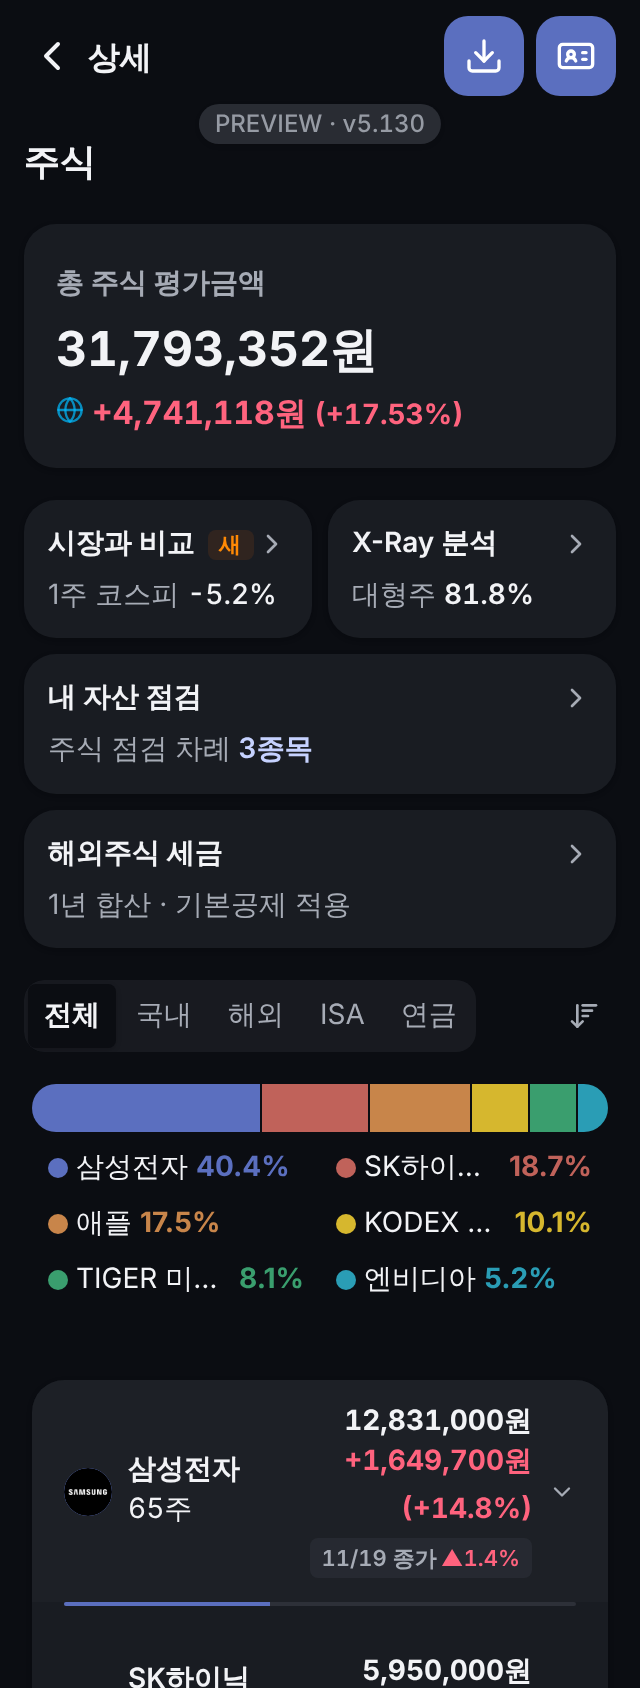 상세
PREVIEW · v5.130
주식
총 주식 평가금액
31,793,352원
+4,741,118원 (+17.53%)
시장과 비교 새
1주 코스피 -5.2%
X-Ray 분석
대형주 81.8%
내 자산 점검
주식 점검 차례 3종목
해외주식 세금
1년 합산 · 기본공제 적용
전체 국내 해외 ISA 연금
삼성전자 40.4% SK하이... 18.7%
애플 17.5% KODEX ... 10.1%
TIGER 미... 8.1% 엔비디아 5.2%
12,831,000원
+1,649,700원
(+14.8%)
삼성전자
65주
SAMSUNG
11/19 종가 ▲1.4%
SK하이닉
5,950,000원